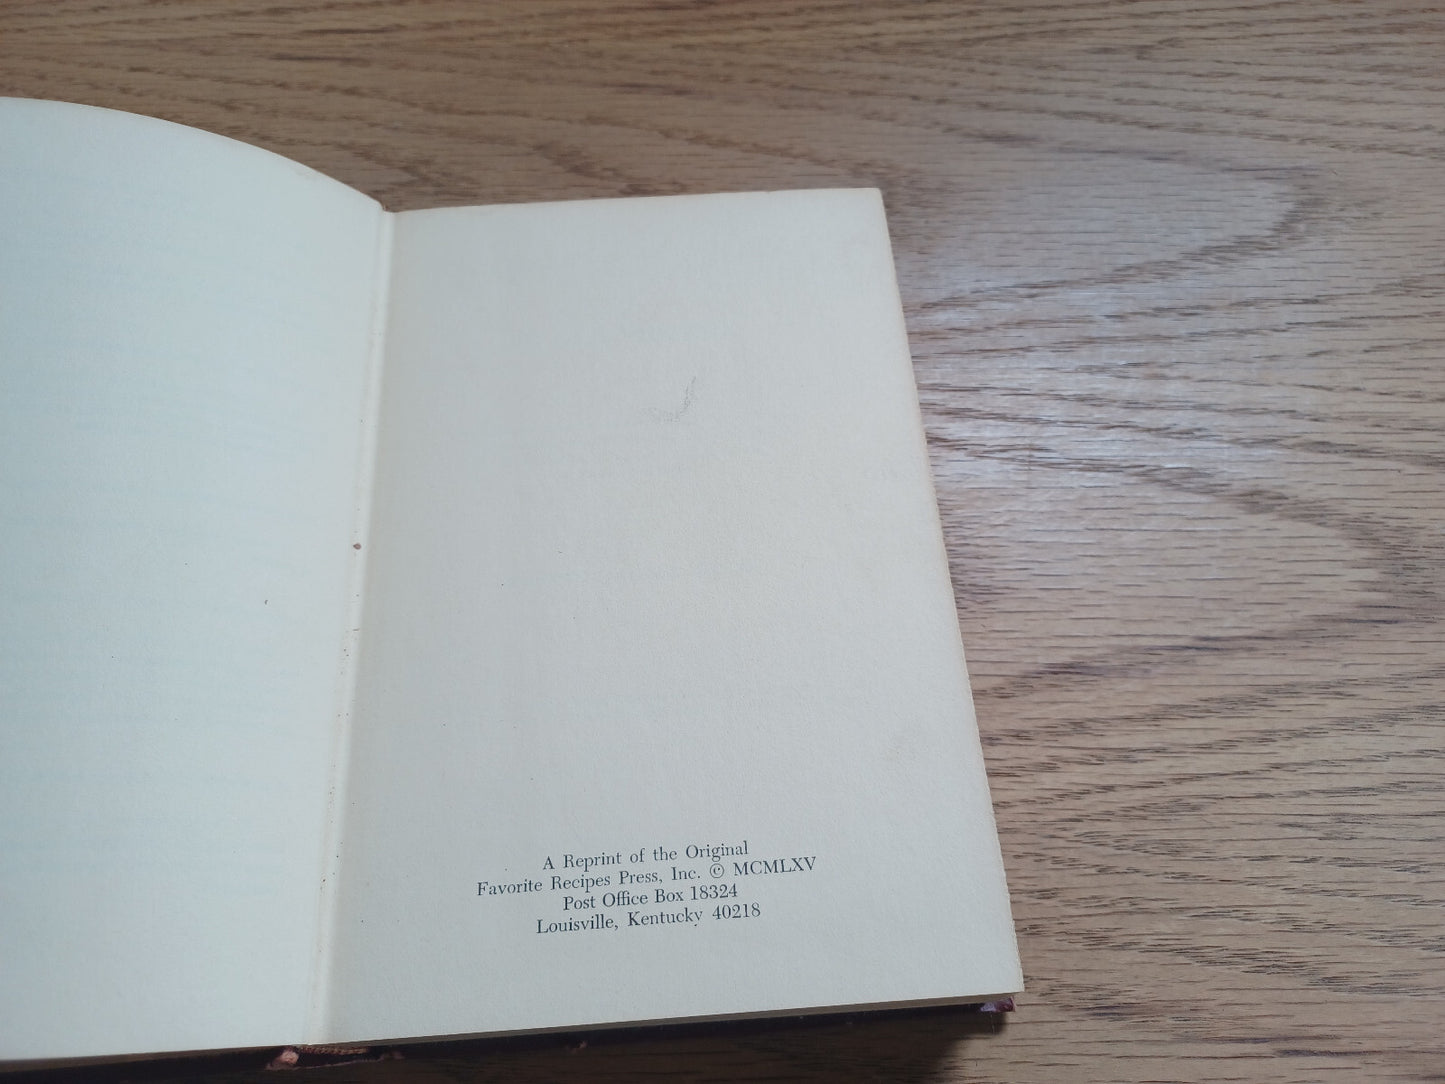 A Reprint of the Original
Favorite Recipes Press, Inc. © MCMLXV
Post Office Box 18324
Louisville, Kentucky 40218